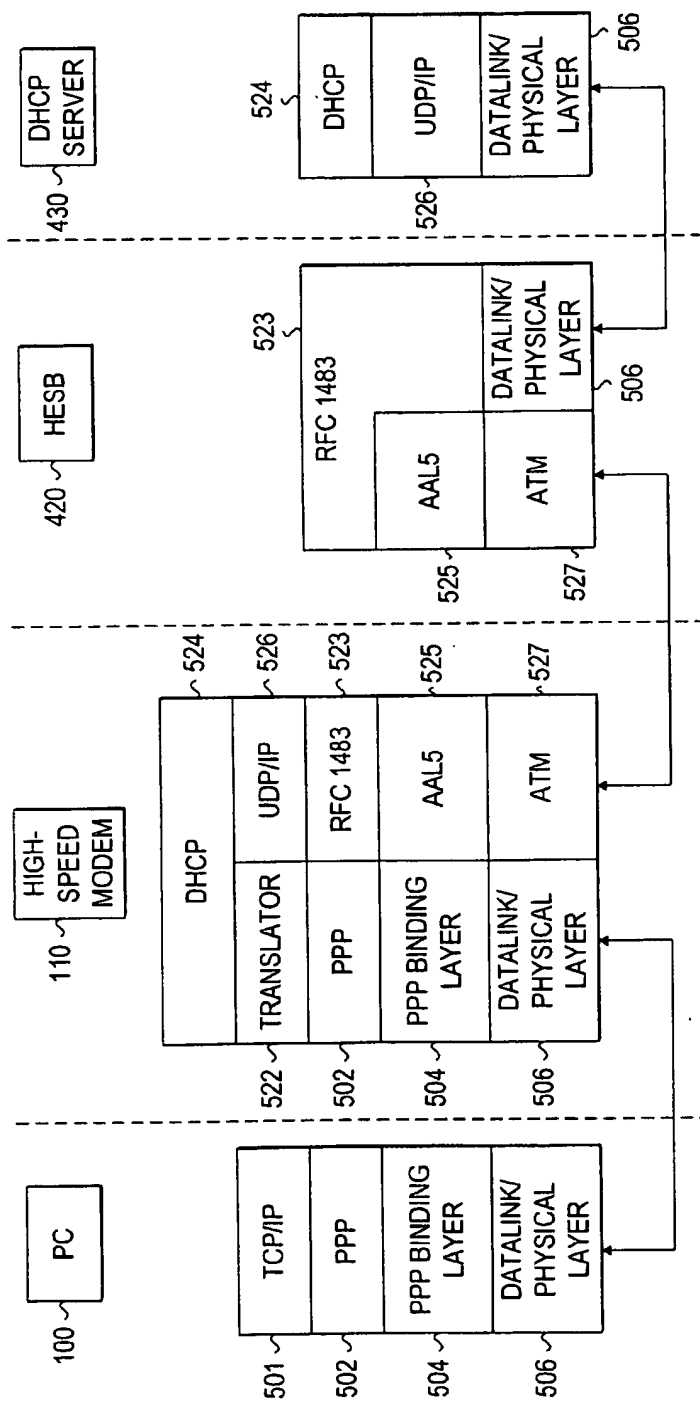 PC
100
TCP/IP
501
PPP
502
PPP BINDING
LAYER
504
DATALINK/
PHYSICAL
LAYER
506
HIGH-
SPEED
MODEM
110
DHCP
524
TRANSLATOR
522
UDP/IP
526
PPP
502
RFC 1483
523
PPP BINDING
LAYER
504
AAL5
525
DATALINK/
PHYSICAL
LAYER
506
ATM
527
HESB
420
RFC 1483
523
AAL5
525
ATM
527
DATALINK/
PHYSICAL
LAYER
506
DHCP
SERVER
430
DHCP
524
UDP/IP
526
DATALINK/
PHYSICAL
LAYER
506